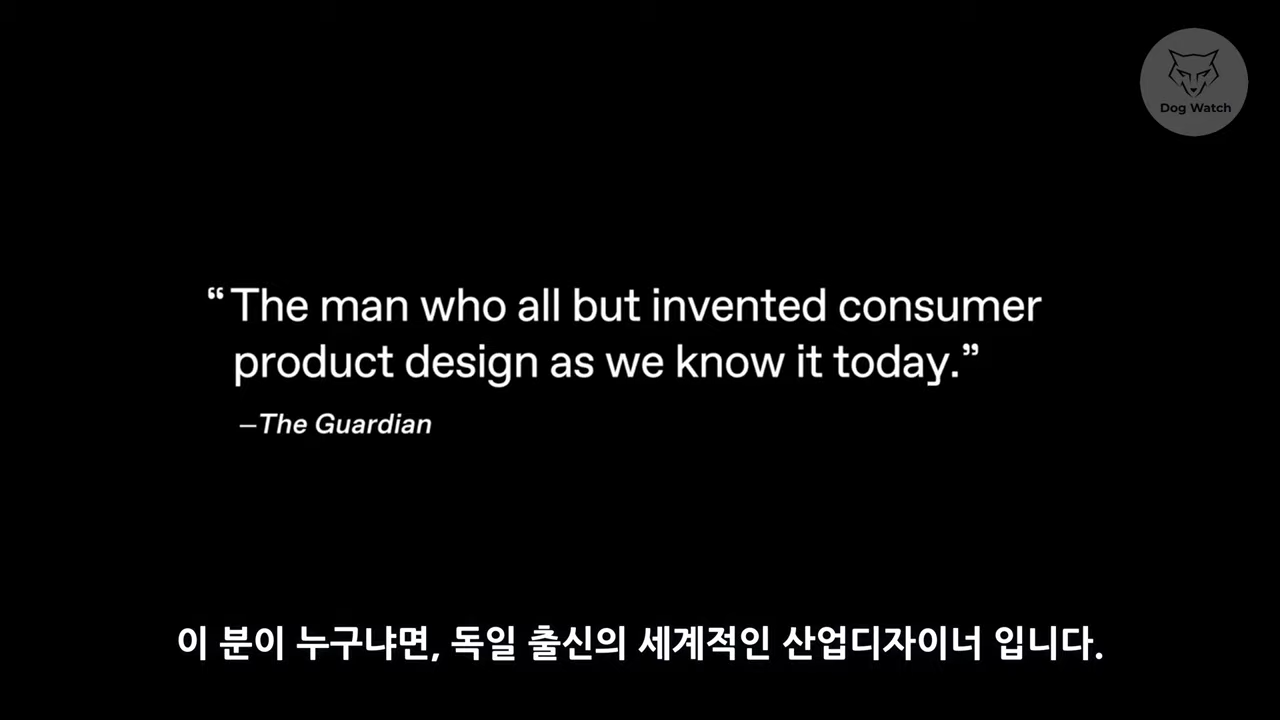 Dog Watch
“The man who all but invented consumer
product design as we know it today.”
—The Guardian
이 분이 누구냐면, 독일 출신의 세계적인 산업디자이너 입니다.